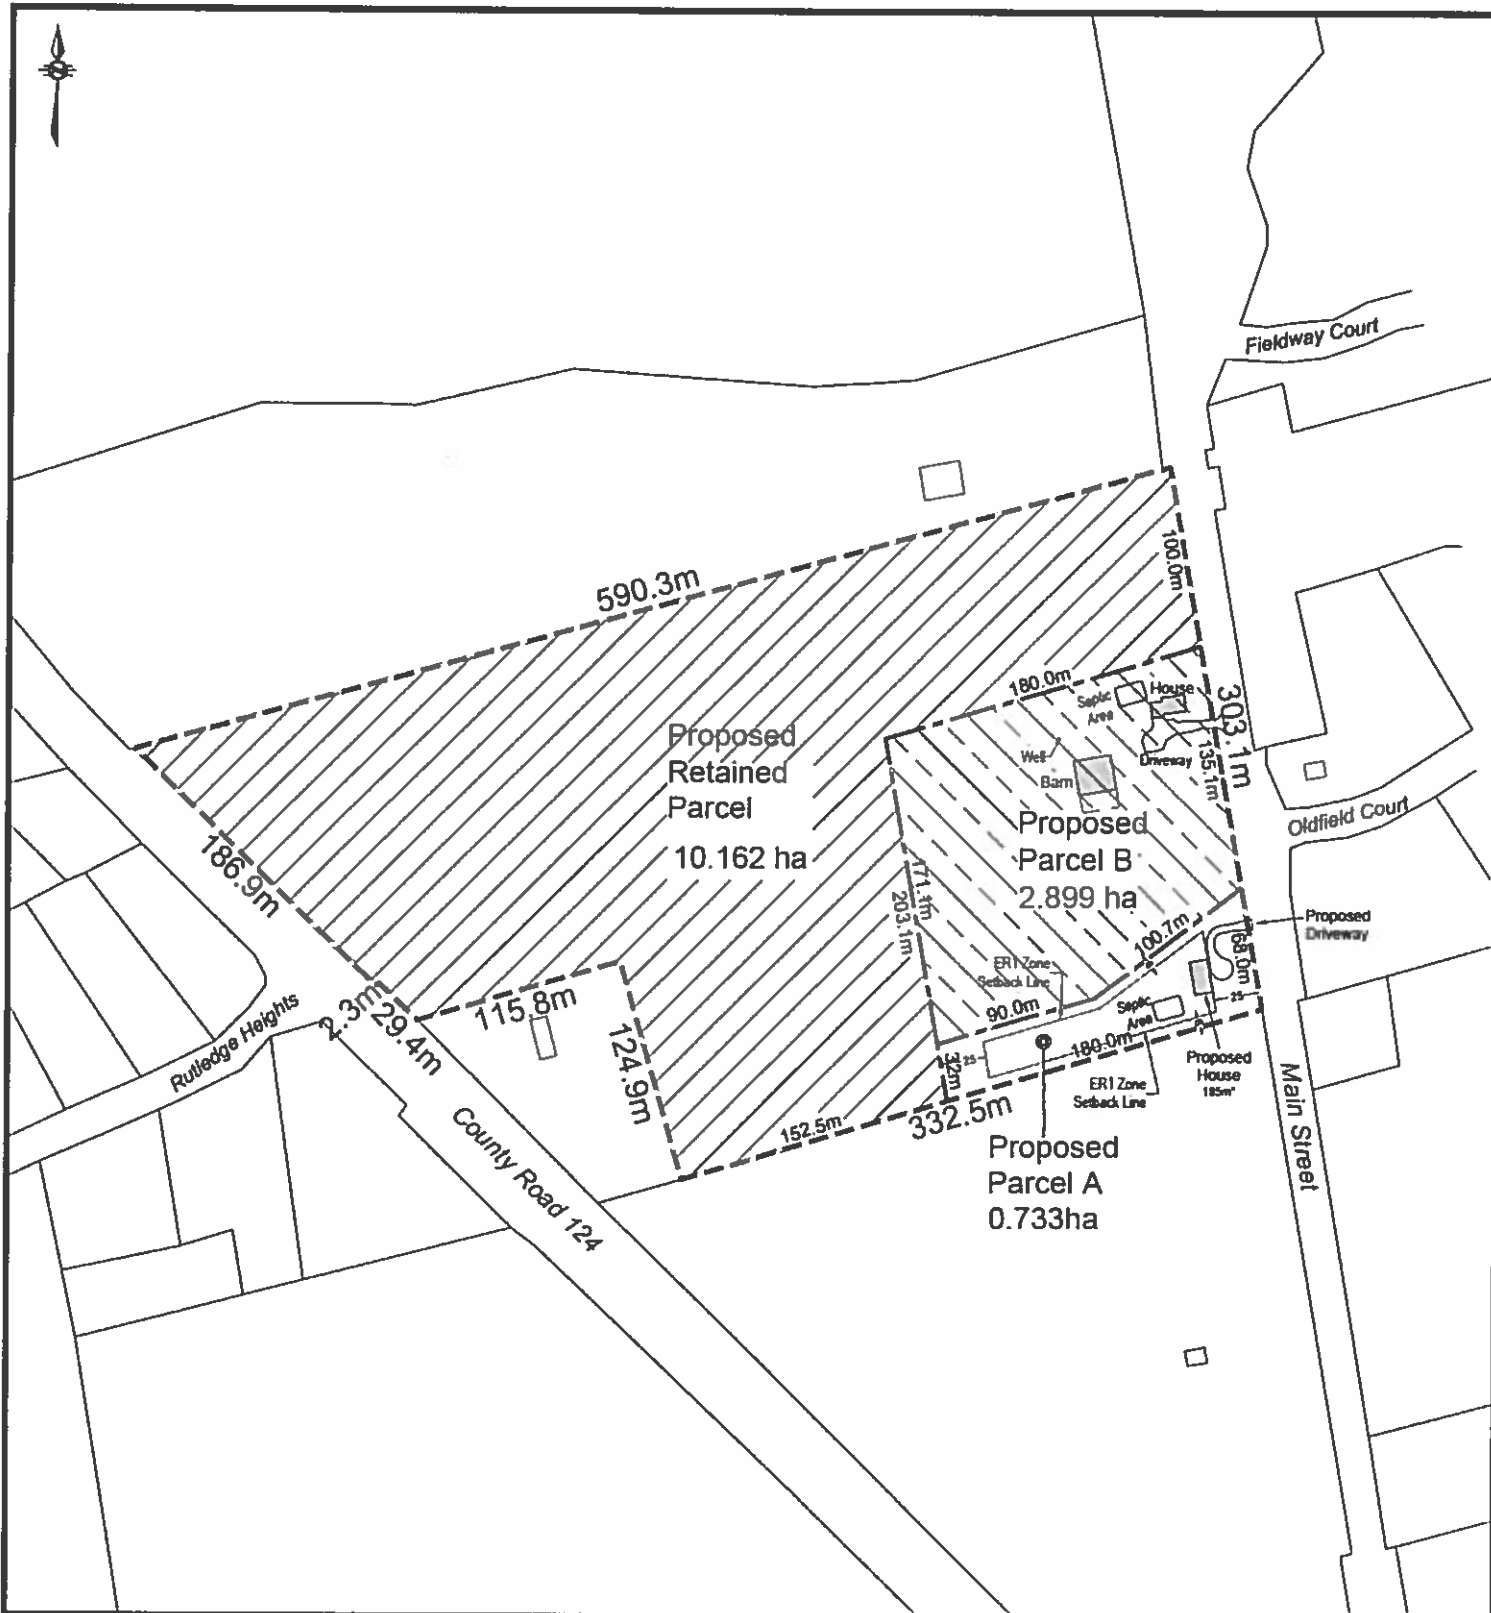 Fieldway Court
590.3m
100.0m
180.0m
Septic
Area
House
303.1m
135.1m
Driveway
Well
Barn
Proposed
Retained
Parcel
10.162 ha
Proposed
Parcel B
2.899 ha
Oldfield Court
186.9m
171.1m
203.1m
100.7m
Proposed
Driveway
68.0m
ER1 Zone
Setback Line
90.0m
Septic
Area
25
2.3m
29.4m
115.8m
124.9m
Rutledge Heights
32m
25
180.0m
Proposed
House
185m²
ER1 Zone
Setback Line
152.5m
332.5m
Proposed
Parcel A
0.733ha
County Road 124
Main Street